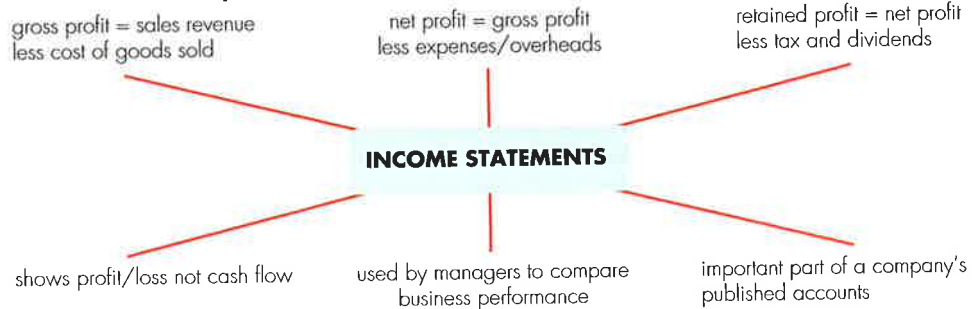 gross profit = sales revenue
less cost of goods sold
net profit = gross profit
less expenses/overheads
retained profit = net profit
less tax and dividends
INCOME STATEMENTS
shows profit/loss not cash flow
used by managers to compare
business performance
important part of a company's
published accounts